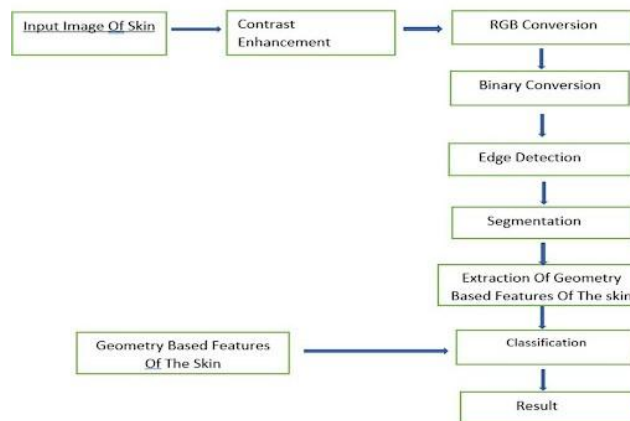 Input Image Of Skin
Contrast
Enhancement
RGB Conversion
Binary Conversion
Edge Detection
Segmentation
Extraction Of Geometry
Based Features Of The skin
Geometry Based Features
Of The Skin
Classification
Result